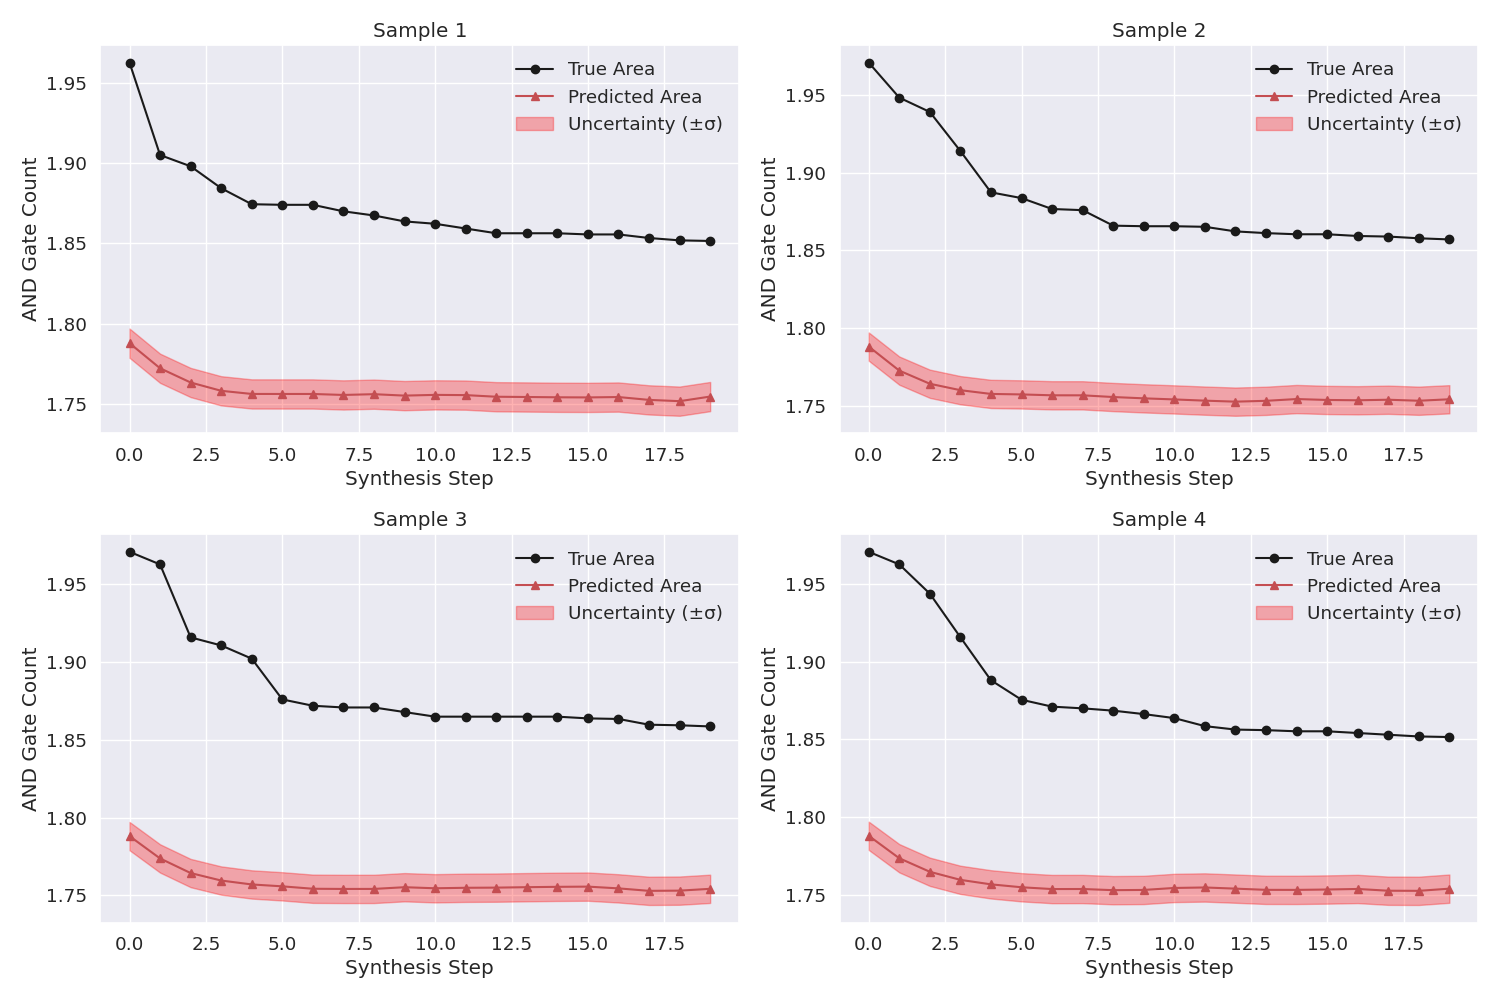 Sample 1
True Area
Predicted Area
Uncertainty (±σ)
AND Gate Count
1.95
1.90
1.85
1.80
1.75
0.0 2.5 5.0 7.5 10.0 12.5 15.0 17.5
Synthesis Step
Sample 2
True Area
Predicted Area
Uncertainty (±σ)
AND Gate Count
1.95
1.90
1.85
1.80
1.75
0.0 2.5 5.0 7.5 10.0 12.5 15.0 17.5
Synthesis Step
Sample 3
True Area
Predicted Area
Uncertainty (±σ)
AND Gate Count
1.95
1.90
1.85
1.80
1.75
0.0 2.5 5.0 7.5 10.0 12.5 15.0 17.5
Synthesis Step
Sample 4
True Area
Predicted Area
Uncertainty (±σ)
AND Gate Count
1.95
1.90
1.85
1.80
1.75
0.0 2.5 5.0 7.5 10.0 12.5 15.0 17.5
Synthesis Step